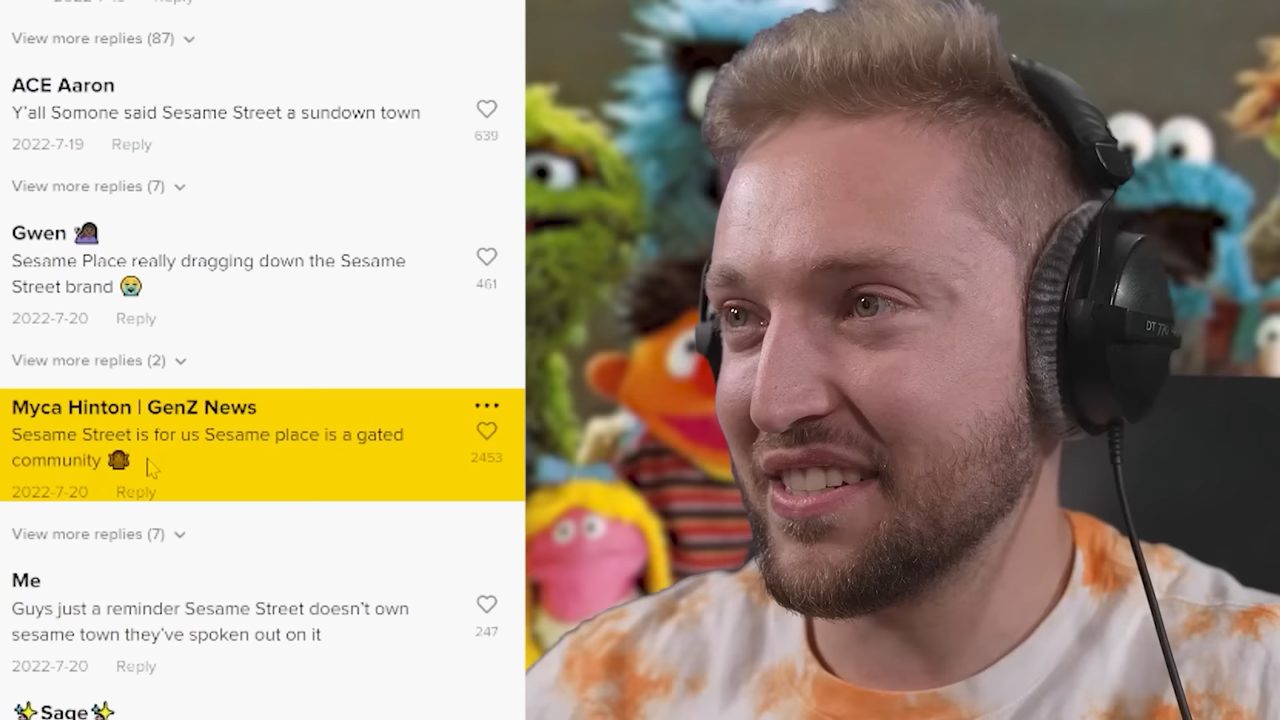 View more replies (87)
ACE Aaron
Y'all Somone said Sesame Street a sundown town
639
2022-7-19 Reply
View more replies (7)
Gwen
Sesame Place really dragging down the Sesame
Street brand
461
2022-7-20 Reply
View more replies (2)
Myca Hinton | GenZ News
Sesame Street is for us Sesame place is a gated
community
2453
2022-7-20 Reply
View more replies (7)
Me
Guys just a reminder Sesame Street doesn't own
sesame town they've spoken out on it
247
2022-7-20 Reply
Sage
DT 770